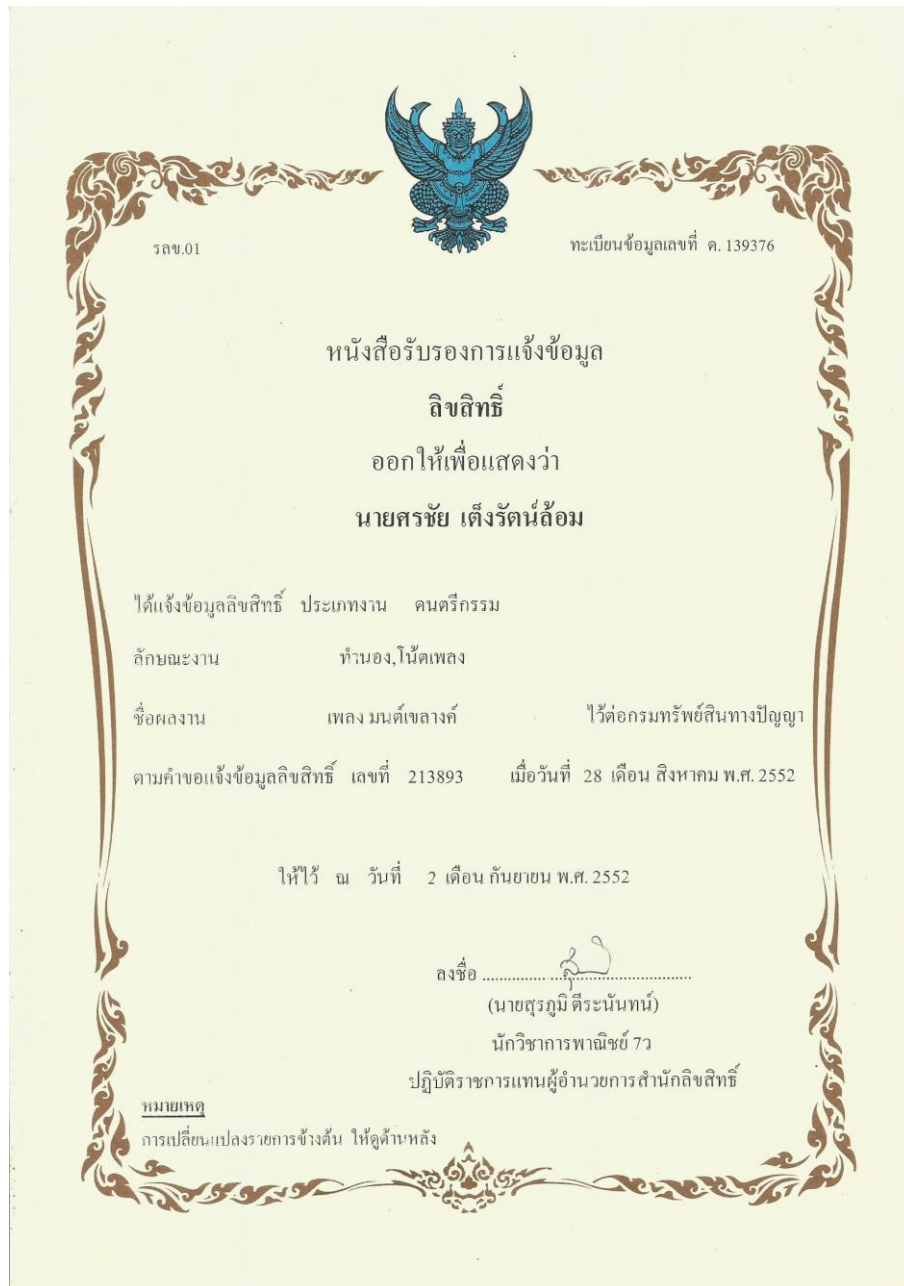 รลข.01
ทะเบียนข้อมูลเลขที่ ด. 139376
หนังสือรับรองการแจ้งข้อมูล
ลิขสิทธิ์
ออกให้เพื่อแสดงว่า
นายศรชัย เต็งรัตน์ล้อม
ได้แจ้งข้อมูลลิขสิทธิ์ ประเภทงาน ดนตรีกรรม
ลักษณะงาน ทำนอง,โน้ตเพลง
ชื่อผลงาน เพลง มนต์เขลางค์ ไว้ต่อกรมทรัพย์สินทางปัญญา
ตามคำขอแจ้งข้อมูลลิขสิทธิ์ เลขที่ 213893 เมื่อวันที่ 28 เดือน สิงหาคม พ.ศ. 2552
ให้ไว้ ณ วันที่ 2 เดือน กันยายน พ.ศ. 2552
ลงชื่อ
(นายสุรภูมิ ตีระนันทน์)
นักวิชาการพาณิชย์ 7ว
ปฏิบัติราชการแทนผู้อำนวยการสำนักลิขสิทธิ์
หมายเหตุ
การเปลี่ยนแปลงรายการข้างต้น ให้ดูด้านหลัง